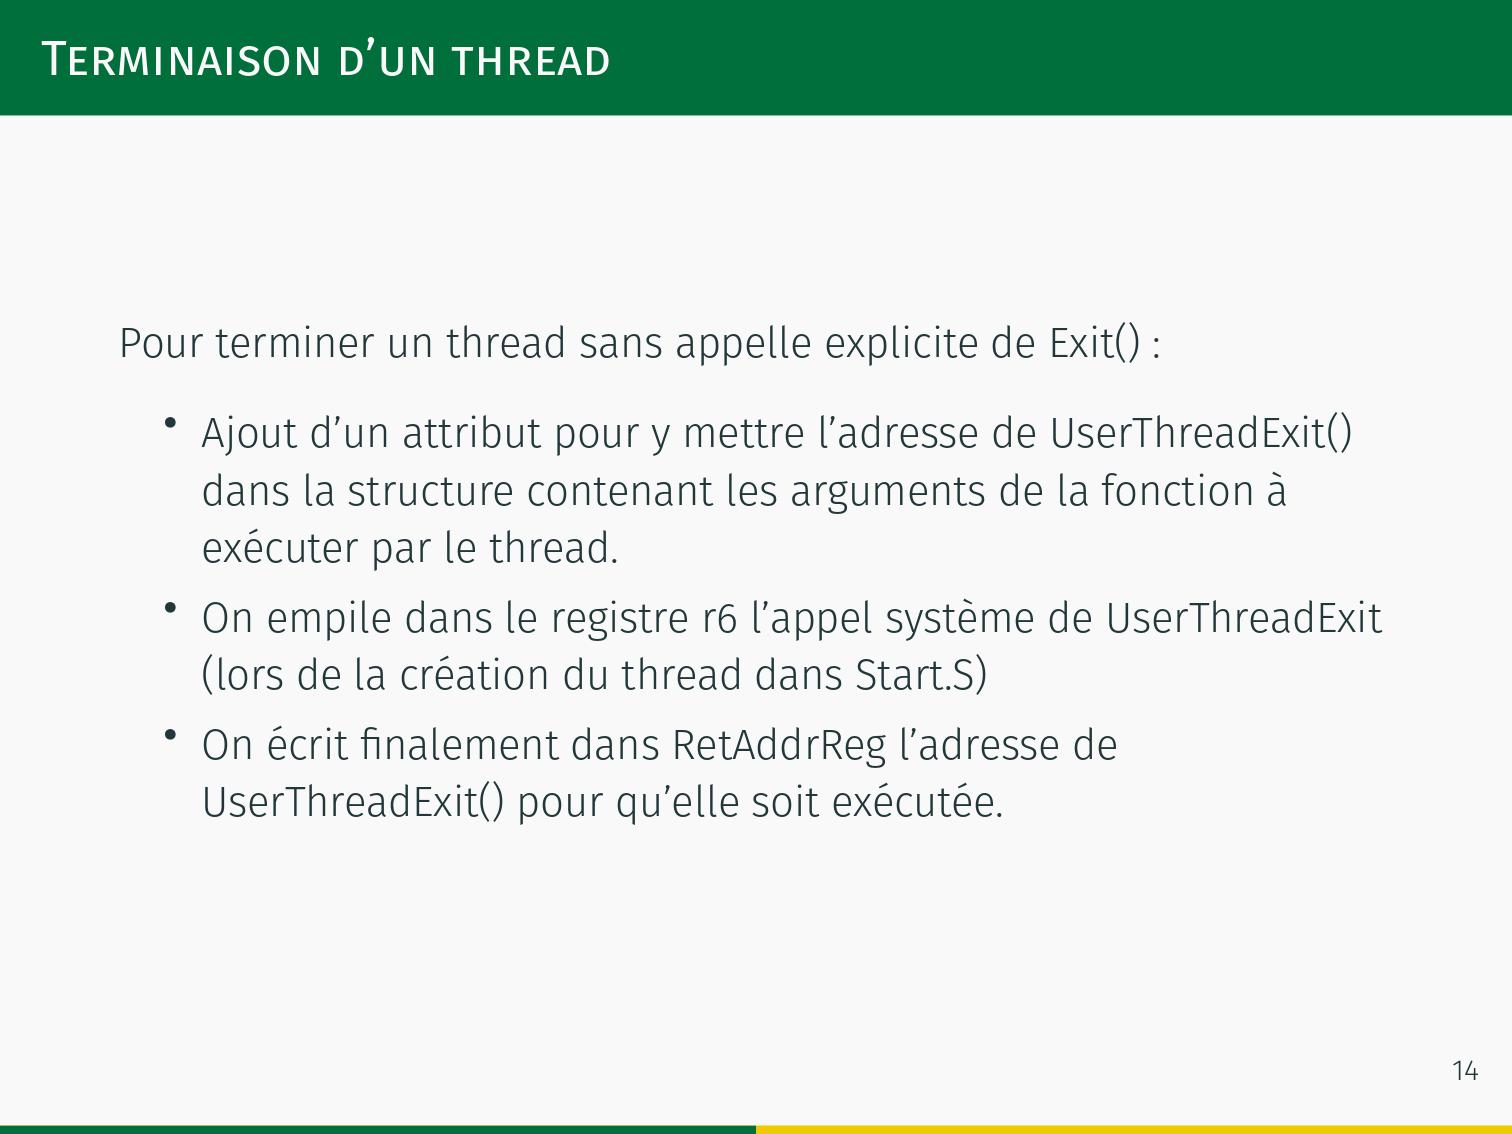 Terminaison d’un thread
Pour terminer un thread sans appelle explicite de Exit() :
• Ajout d’un attribut pour y mettre l’adresse de UserThreadExit()
dans la structure contenant les arguments de la fonction à
exécuter par le thread.
• On empile dans le registre r6 l’appel système de UserThreadExit
(lors de la création du thread dans Start.S)
• On écrit finalement dans RetAddrReg l’adresse de
UserThreadExit() pour qu’elle soit exécutée.
14